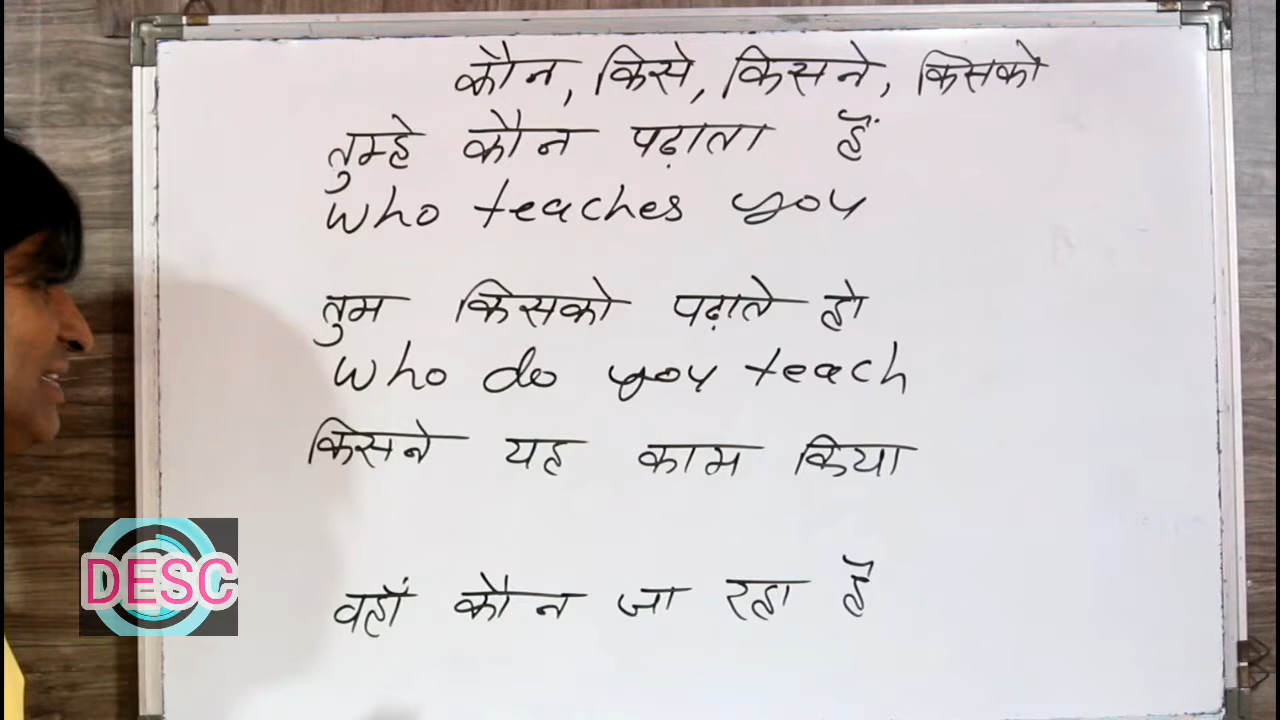 कौन, किसे, किसने, किसको
तुम्हे कौन पढ़ाता हैं
Who teaches you
तुम किसको पढ़ाते हो
Who do you teach
किसने यह काम किया
वहाँ कौन जा रहा है
DESC